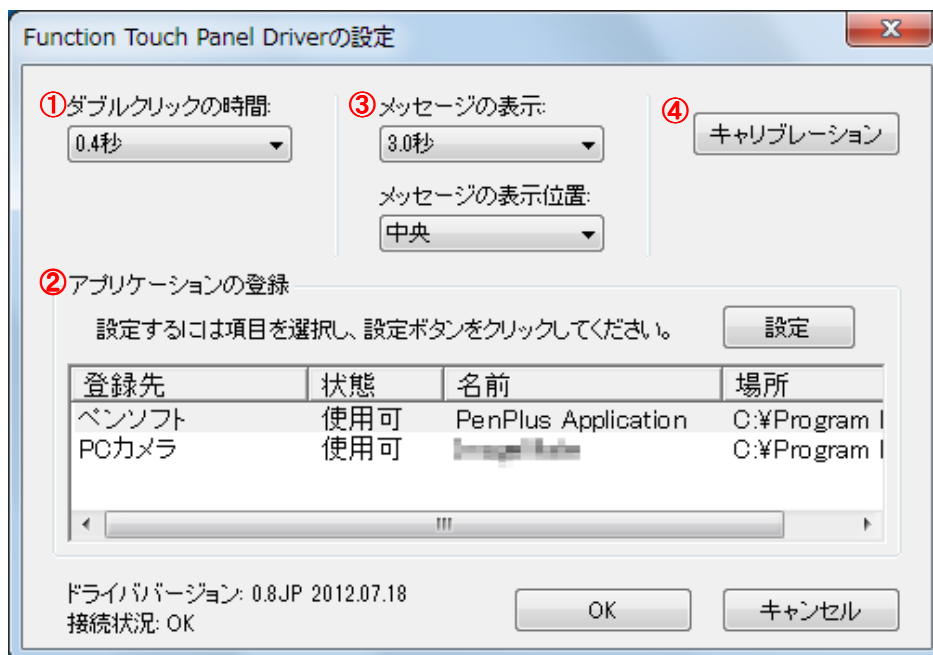 Function Touch Panel Driverの設定
①ダブルクリックの時間:
0.4秒
③メッセージの表示:
3.0秒
メッセージの表示位置:
中央
④
キャリブレーション
②アプリケーションの登録
設定するには項目を選択し、設定ボタンをクリックしてください。
設定
登録先 状態 名前 場所
ペンソフト 使用可 PenPlus Application C:¥Program
PCカメラ 使用可 C:¥Program
ドライババージョン: 0.8JP 2012.07.18
接続状況: OK
OK
キャンセル